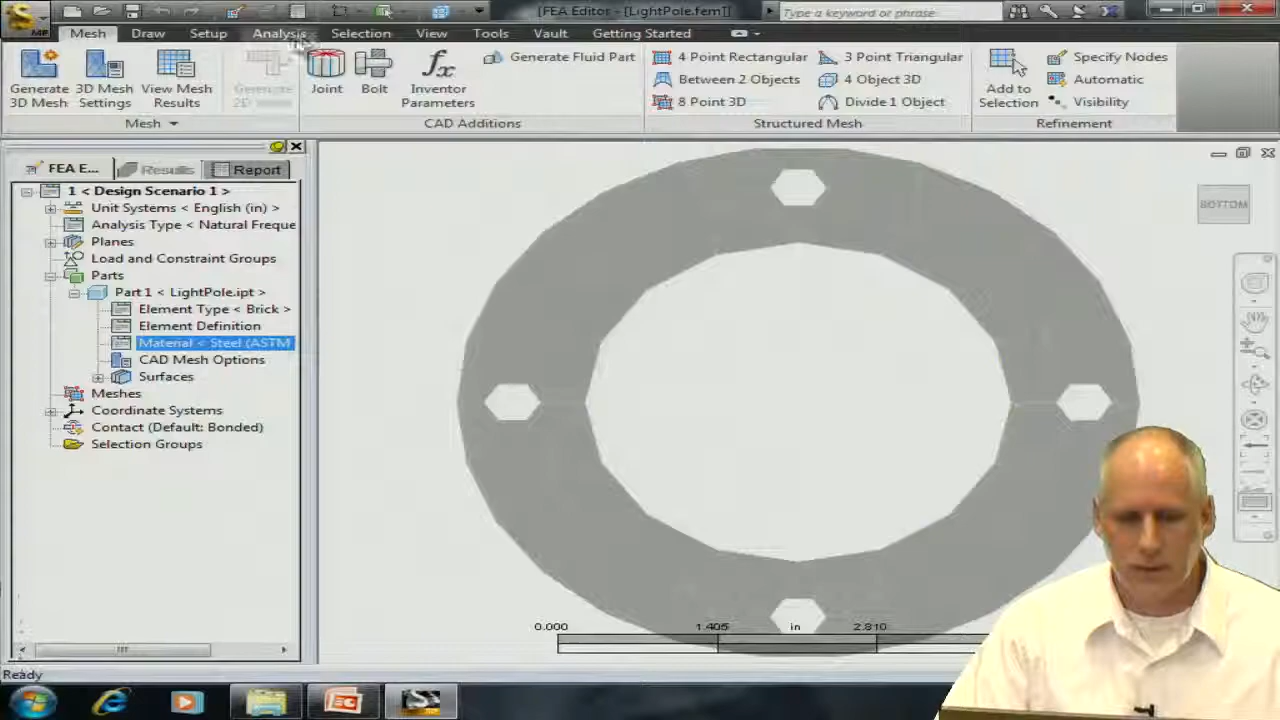 [FEA Editor - [LightPole.fem]
Type a keyword or phrase
MP
Mesh Draw Setup Analysis Selection View Tools Vault Getting Started
Generate 3D Mesh
3D Mesh Settings
View Mesh Results
Generate 2D Mesh
Joint
Bolt
Inventor Parameters
Generate Fluid Part
4 Point Rectangular
3 Point Triangular
Between 2 Objects
4 Object 3D
8 Point 3D
Divide 1 Object
Add to Selection
Specify Nodes
Automatic
Visibility
Mesh CAD Additions Structured Mesh Refinement
FEA E... Results Report
1 < Design Scenario 1 >
Unit Systems < English (in) >
Analysis Type < Natural Freque
Planes
Load and Constraint Groups
Parts
Part 1 < LightPole.ipt >
Element Type < Brick >
Element Definition
Material < Steel (ASTM
CAD Mesh Options
Surfaces
Meshes
Coordinate Systems
Contact (Default: Bonded)
Selection Groups
BOTTOM
0.000 1.405 in 2.810
Ready